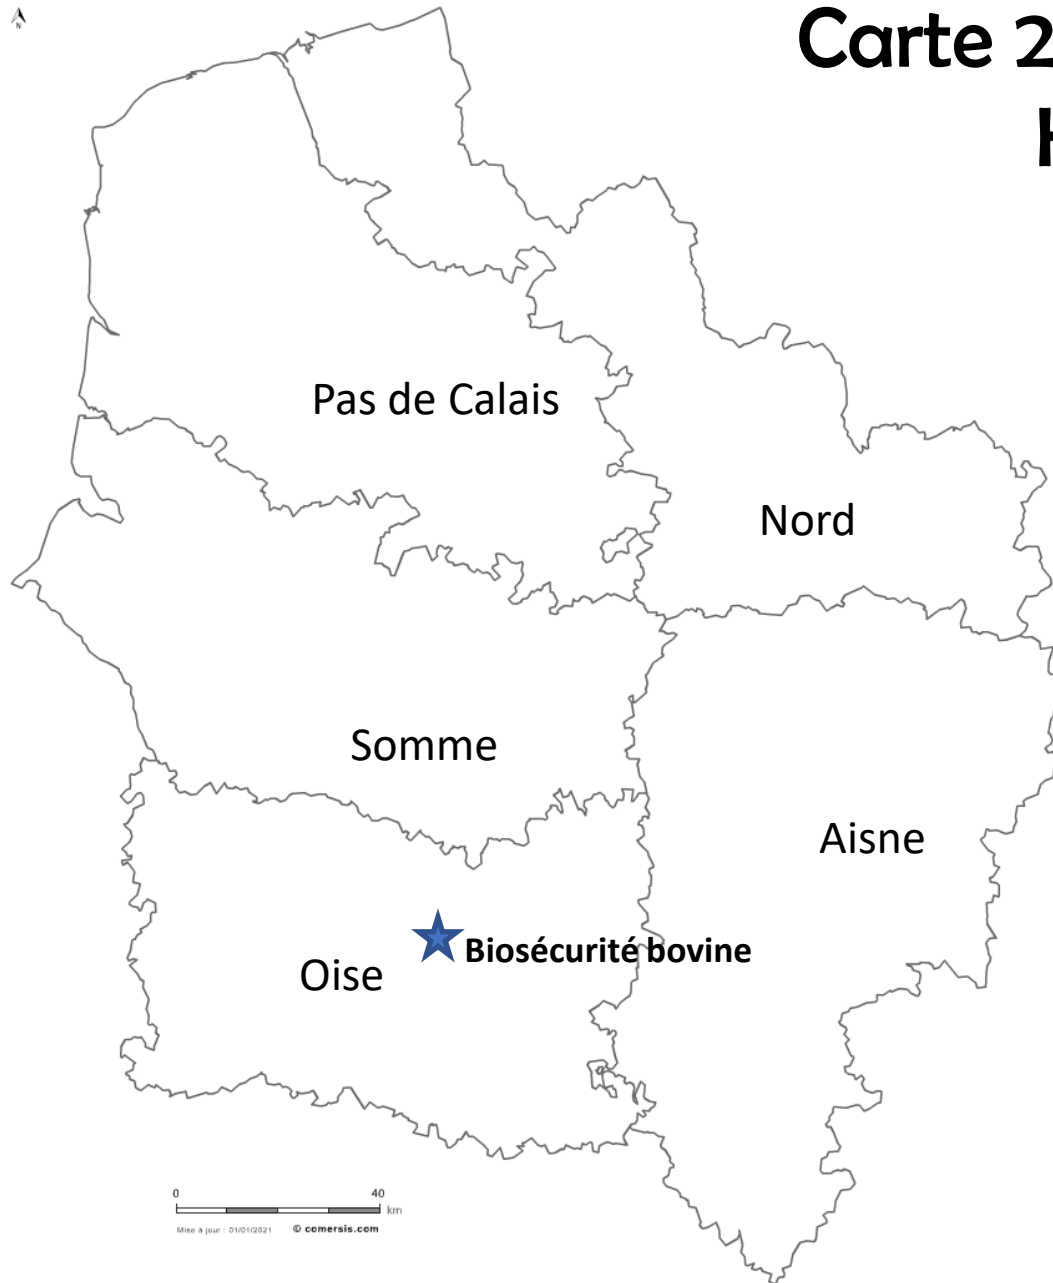 N
Carte 2
H
Pas de Calais
Nord
Somme
Aisne
Biosécurité bovine
Oise
0 40
km
Mise à jour : 01/01/2021 © comersis.com